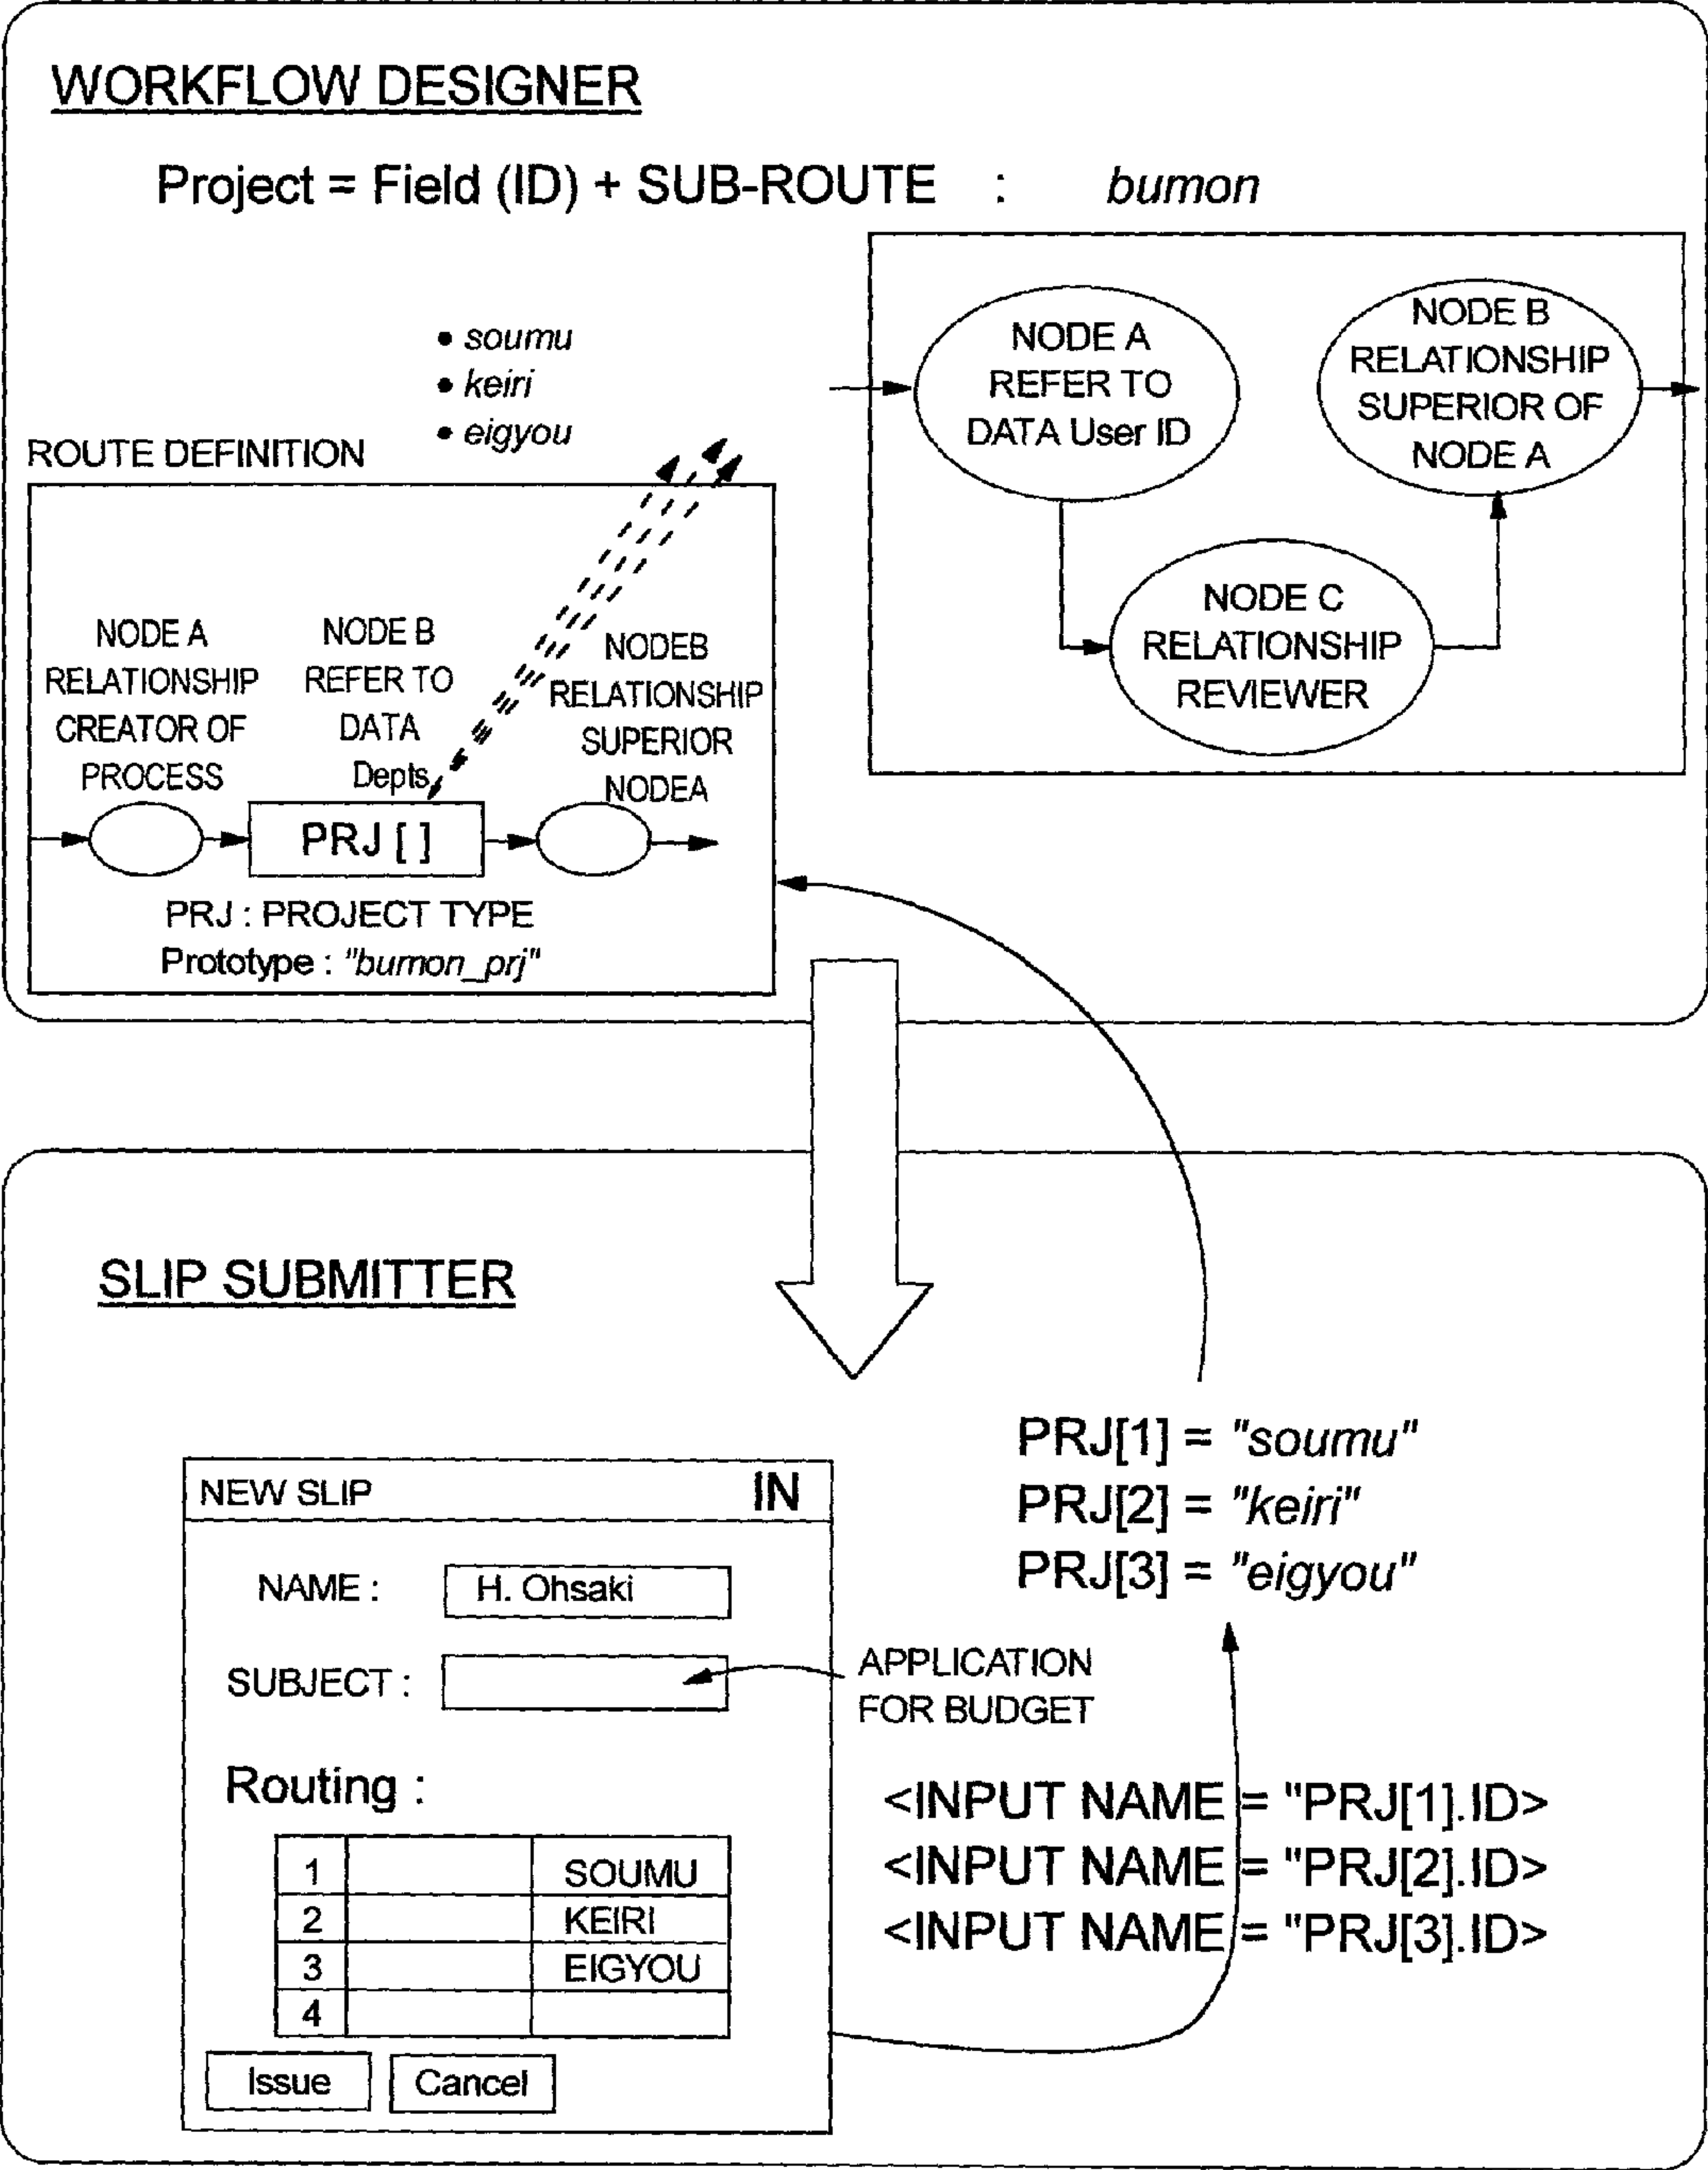 WORKFLOW DESIGNER
Project = Field (ID) + SUB-ROUTE : bumon
• soumu
• keiri
• eigyou
NODE A
REFER TO
DATA User ID
NODE B
RELATIONSHIP
SUPERIOR OF
NODE A
NODE C
RELATIONSHIP
REVIEWER
ROUTE DEFINITION
NODE A
RELATIONSHIP
CREATOR OF
PROCESS
NODE B
REFER TO
DATA
Depts
NODEB
RELATIONSHIP
SUPERIOR
NODEA
PRJ [ ]
PRJ : PROJECT TYPE
Prototype : "bumon_prj"
SLIP SUBMITTER
PRJ[1] = "soumu"
PRJ[2] = "keiri"
PRJ[3] = "eigyou"
NEW SLIP IN
NAME : H. Ohsaki
SUBJECT :
APPLICATION
FOR BUDGET
Routing :
1 SOUMU
2 KEIRI
3 EIGYOU
4
<INPUT NAME = "PRJ[1].ID>
<INPUT NAME = "PRJ[2].ID>
<INPUT NAME = "PRJ[3].ID>
Issue Cancel